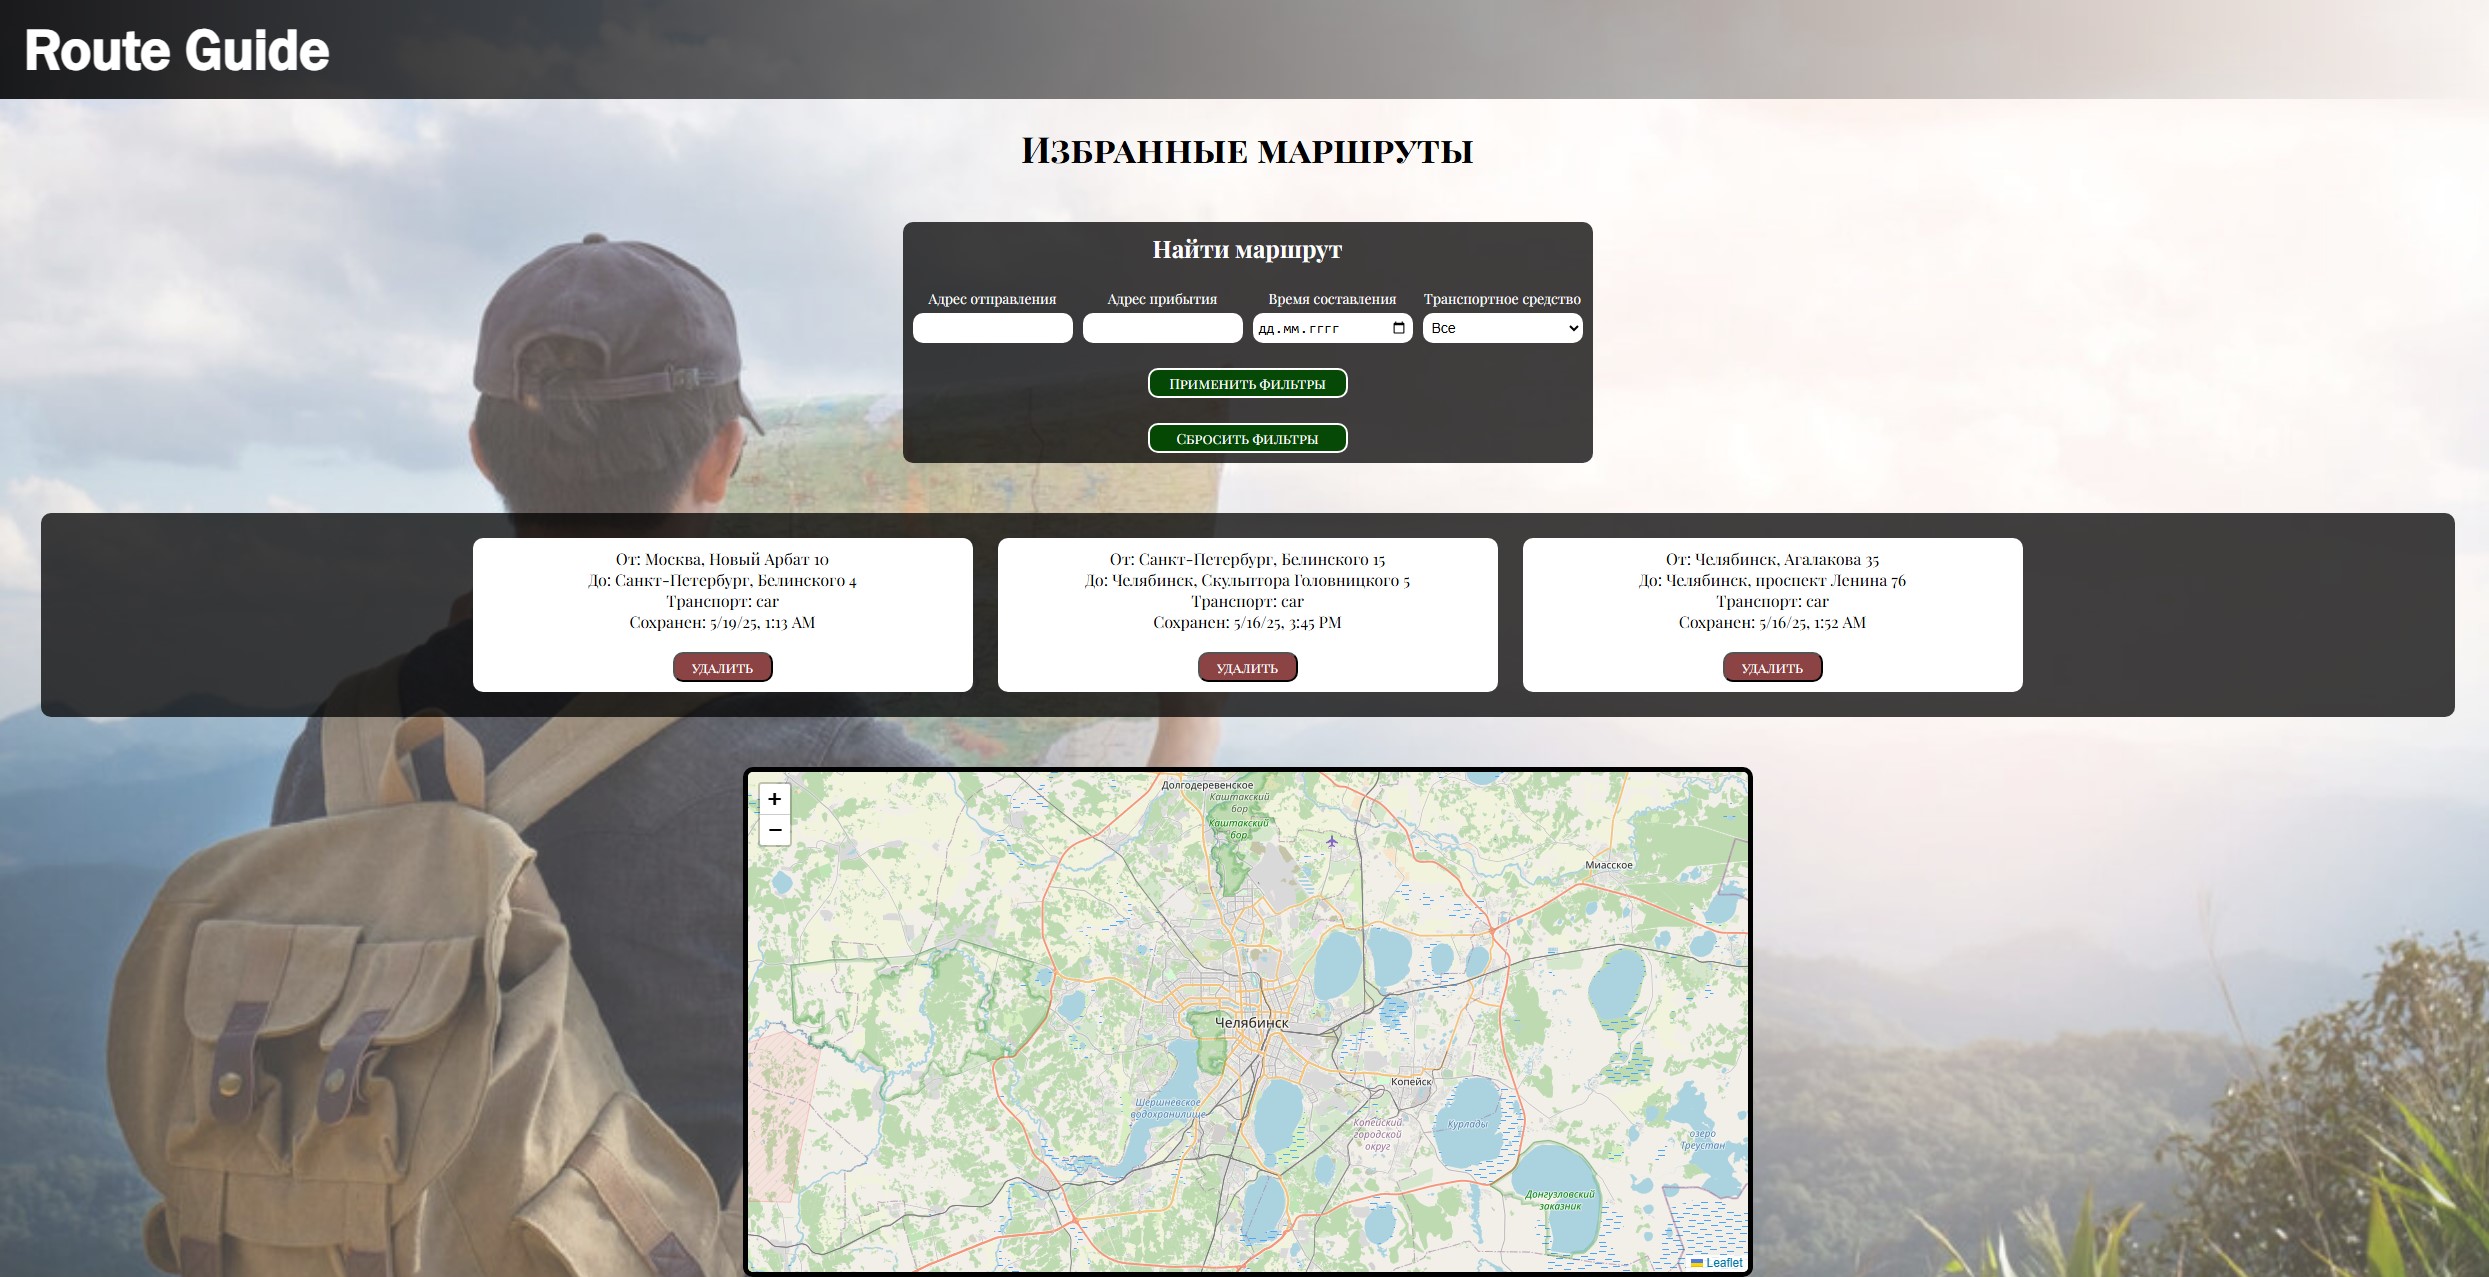 Route Guide
Избранные маршруты
Найти маршрут
Адрес отправления Адрес прибытия Время составления Транспортное средство
дд.мм.гггг Все
Применить фильтры
Сбросить фильтры
От: Москва, Новый Арбат 10
До: Санкт-Петербург, Белинского 4
Транспорт: car
Сохранен: 5/19/25, 1:13 AM
удалить
От: Санкт-Петербург, Белинского 15
До: Челябинск, Скульптора Головницкого 5
Транспорт: car
Сохранен: 5/16/25, 3:45 PM
удалить
От: Челябинск, Агалакова 35
До: Челябинск, проспект Ленина 76
Транспорт: car
Сохранен: 5/16/25, 1:52 AM
удалить
+
−
Долгодеревенское
Каштакский
бор
Каштакский
бор
Миасское
Челябинск
Копейск
Шершневское
водохранилище
Копейский
городской
округ
Курлады
озеро
Треустан
Донгузловский
заказник
Leaflet